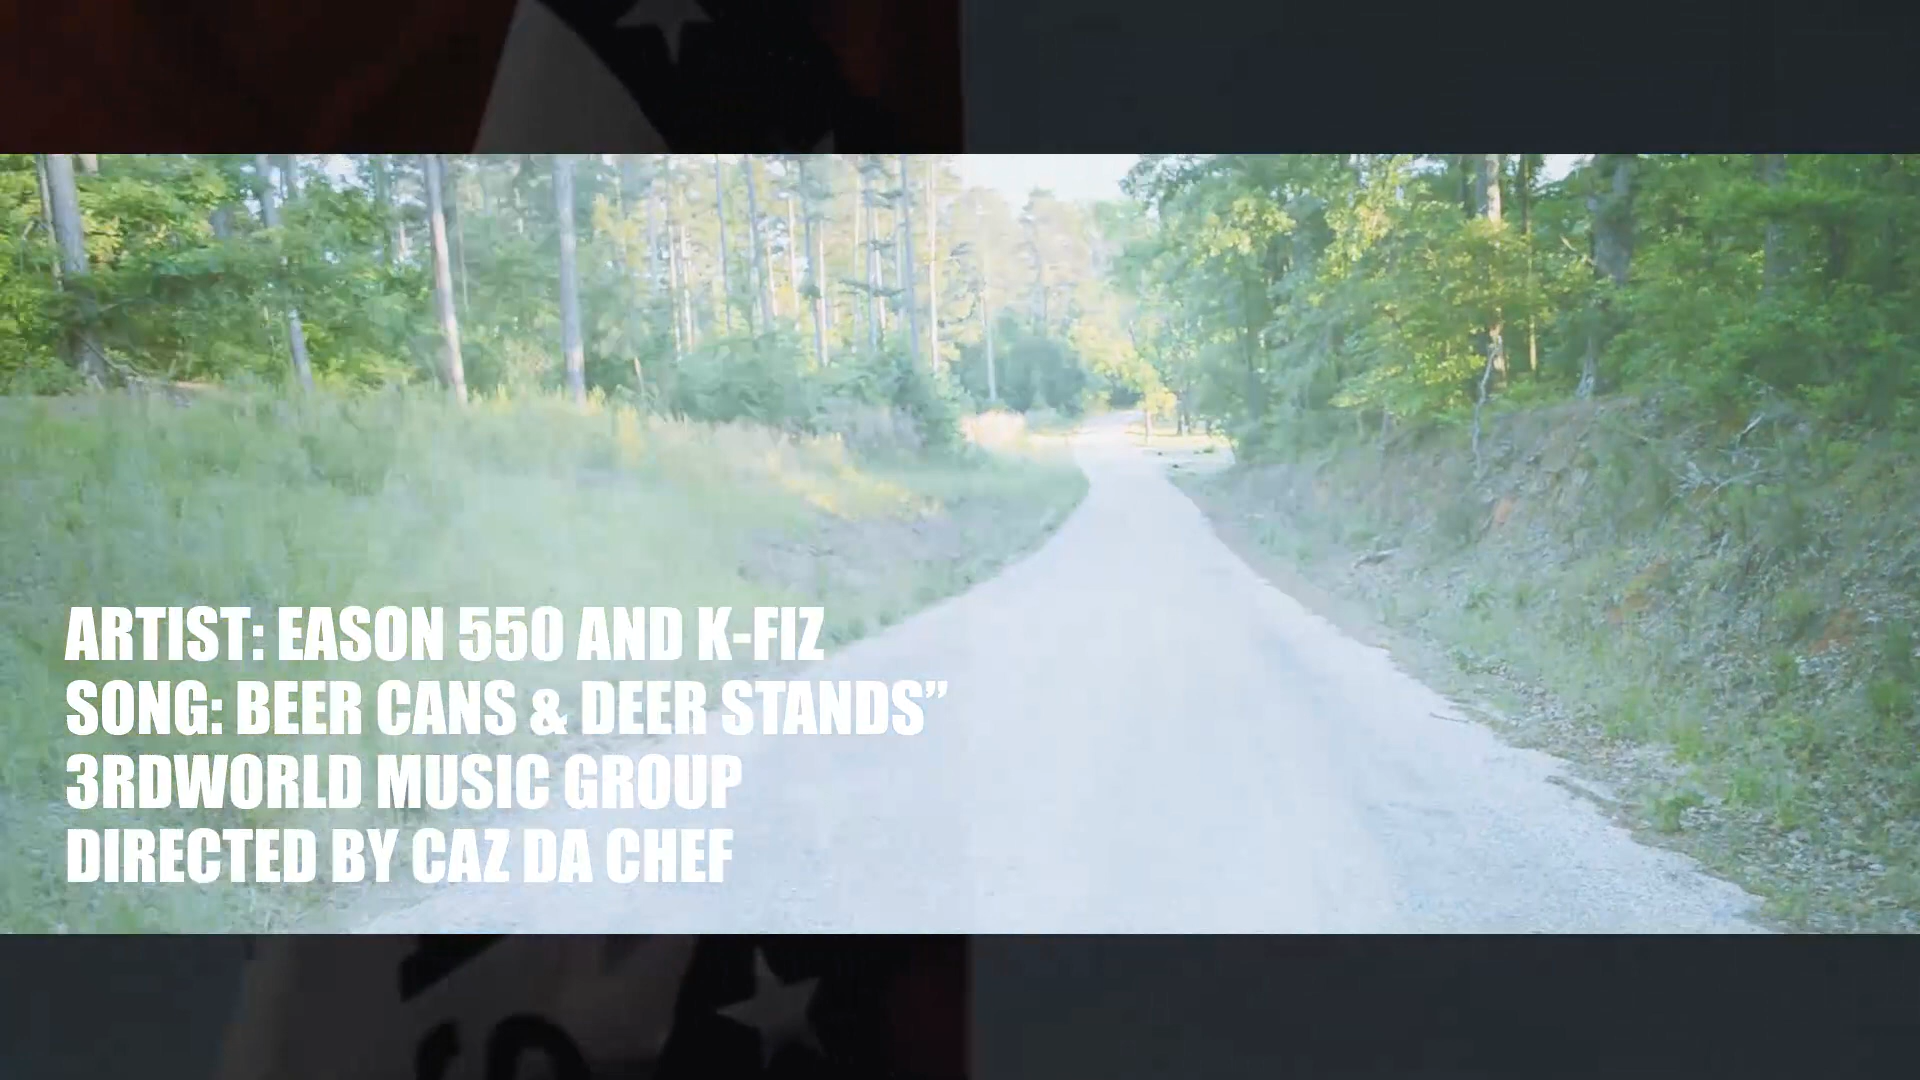 ARTIST: EASON 550 AND K-FIZ
SONG: BEER CANS & DEER STANDS”
3RDWORLD MUSIC GROUP
DIRECTED BY CAZ DA CHEF